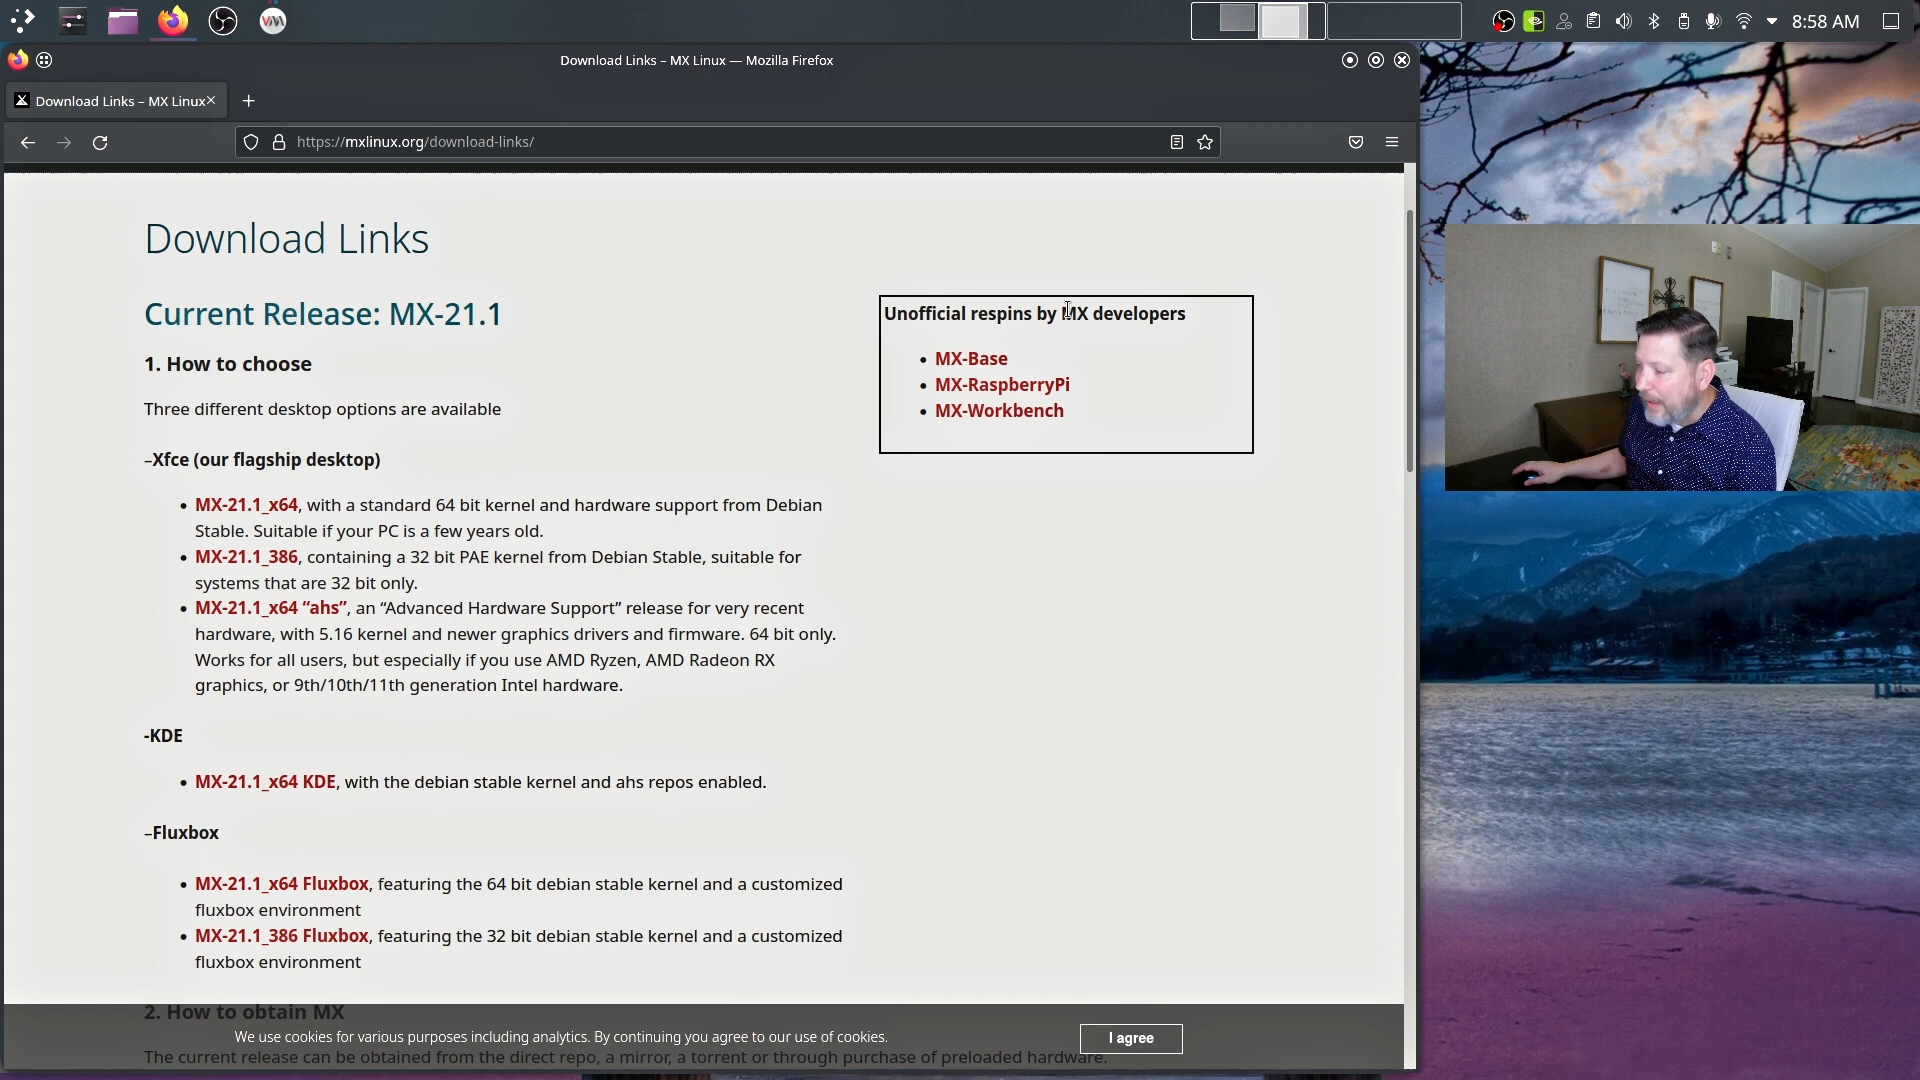 8:58 AM
Download Links – MX Linux — Mozilla Firefox
Download Links – MX Linux
https://mxlinux.org/download-links/
Download Links
Current Release: MX-21.1
1. How to choose
Three different desktop options are available
–Xfce (our flagship desktop)
• MX-21.1_x64, with a standard 64 bit kernel and hardware support from Debian
Stable. Suitable if your PC is a few years old.
• MX-21.1_386, containing a 32 bit PAE kernel from Debian Stable, suitable for
systems that are 32 bit only.
• MX-21.1_x64 “ahs”, an “Advanced Hardware Support” release for very recent
hardware, with 5.16 kernel and newer graphics drivers and firmware. 64 bit only.
Works for all users, but especially if you use AMD Ryzen, AMD Radeon RX
graphics, or 9th/10th/11th generation Intel hardware.
-KDE
• MX-21.1_x64 KDE, with the debian stable kernel and ahs repos enabled.
–Fluxbox
• MX-21.1_x64 Fluxbox, featuring the 64 bit debian stable kernel and a customized
fluxbox environment
• MX-21.1_386 Fluxbox, featuring the 32 bit debian stable kernel and a customized
fluxbox environment
Unofficial respins by MX developers
• MX-Base
• MX-RaspberryPi
• MX-Workbench
2. How to obtain MX
We use cookies for various purposes including analytics. By continuing you agree to our use of cookies.
I agree
The current release can be obtained from the direct repo, a mirror, a torrent or through purchase of preloaded hardware.